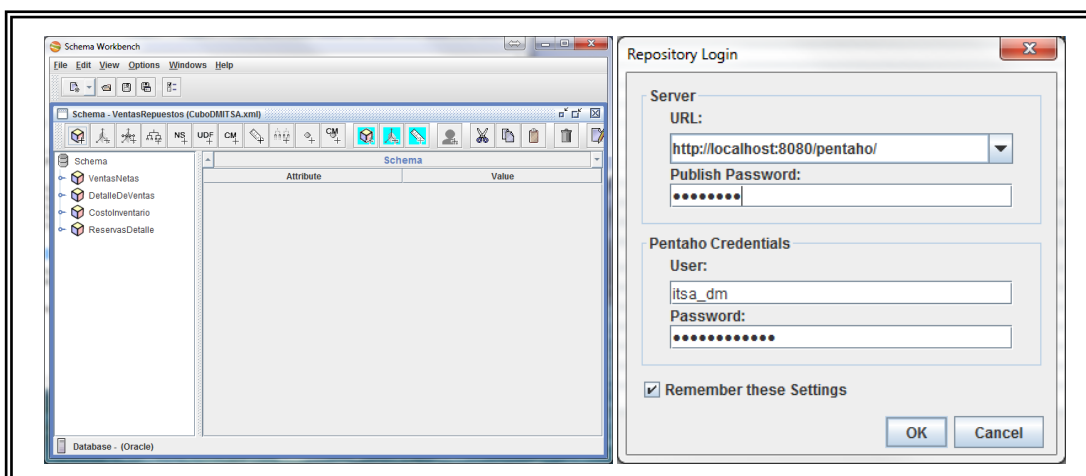 Schema Workbench
File Edit View Options Windows Help
Schema - VentasRepuestos (CuboDMITSA.xml)
NS UDF CM CM
Schema
VentasNetas
DetalleDeVentas
CostoInventario
ReservasDetalle
Schema
Attribute Value
Database - (Oracle)
Repository Login
Server
URL:
http://localhost:8080/pentaho/
Publish Password:
●●●●●●●●
Pentaho Credentials
User:
itsa_dm
Password:
●●●●●●●●●●●●
Remember these Settings
OK Cancel